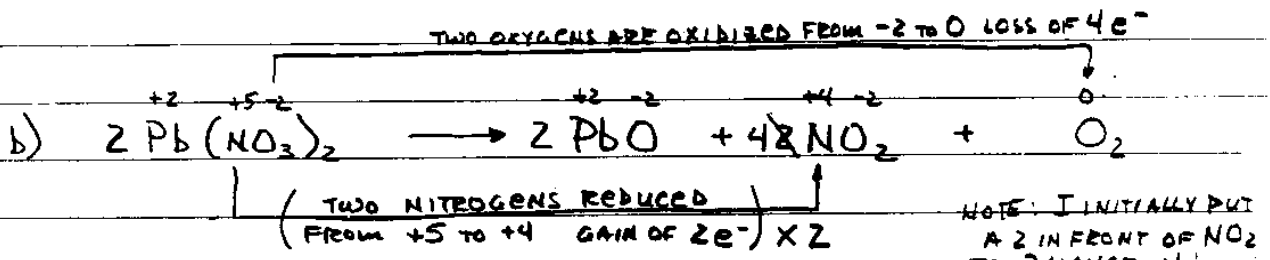 TWO OXYGENS ARE OXIDIZED FROM -2 TO 0 LOSS OF 4e⁻
+2 +5 -2 +2 -2 +4 -2 0
b) 2 Pb(NO₃)₂ → 2 PbO + 4 2 NO₂ + O₂
( TWO NITROGENS REDUCED
FROM +5 TO +4 GAIN OF 2e⁻ ) X 2
NOTE: I INITIALLY PUT
A 2 IN FRONT OF NO₂